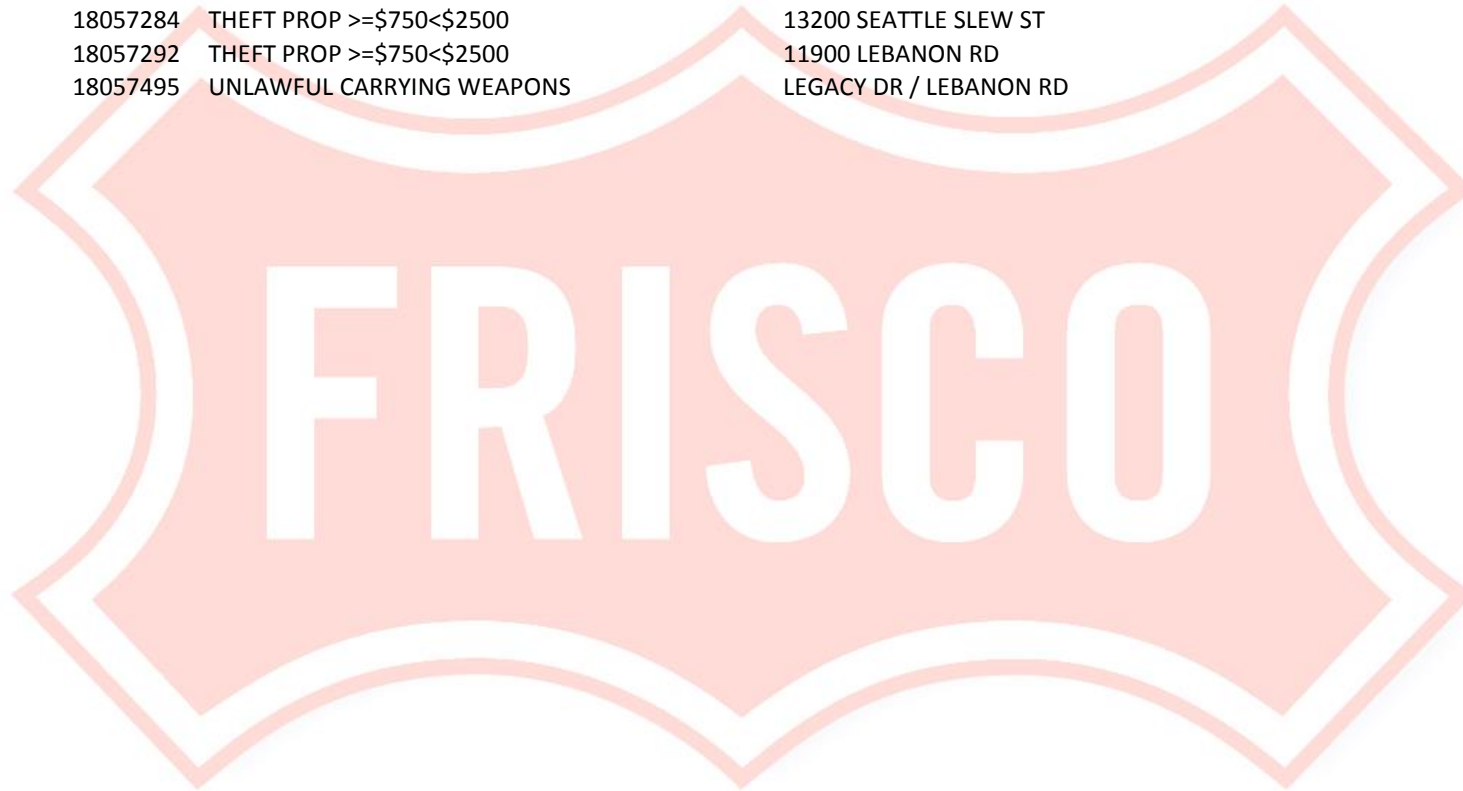 18057284 THEFT PROP >=$750<$2500 13200 SEATTLE SLEW ST
18057292 THEFT PROP >=$750<$2500 11900 LEBANON RD
18057495 UNLAWFUL CARRYING WEAPONS LEGACY DR / LEBANON RD
FRISCO